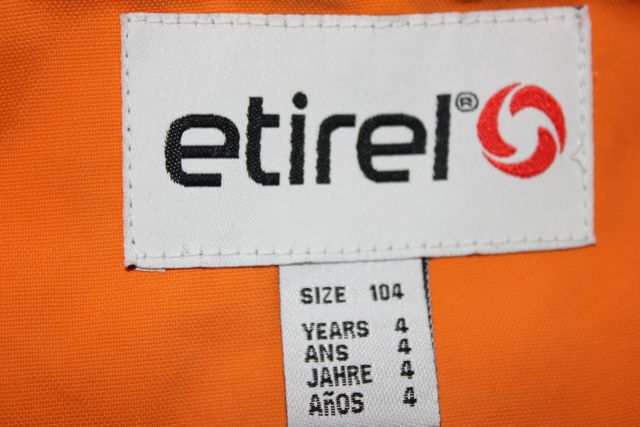 etirel®
SIZE 104
YEARS 4
ANS 4
JAHRE 4
AÑOS 4